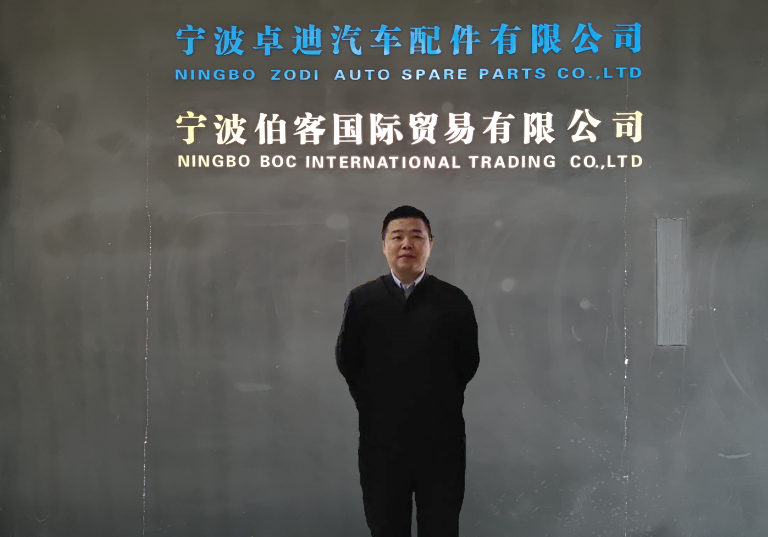 宁波卓迪汽车配件有限公司
NINGBO ZODI AUTO SPARE PARTS CO.,LTD
宁波伯客国际贸易有限公司
NINGBO BOC INTERNATIONAL TRADING CO.,LTD